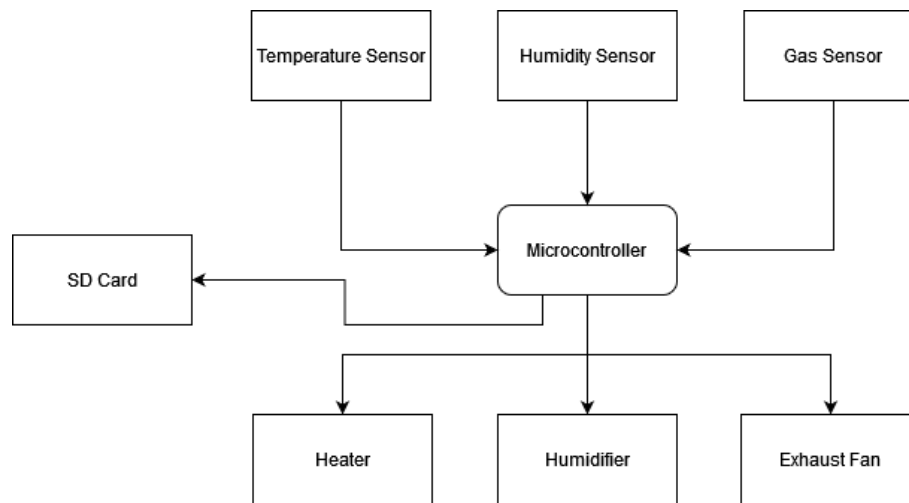 Temperature Sensor
Humidity Sensor
Gas Sensor
Microcontroller
SD Card
Heater
Humidifier
Exhaust Fan